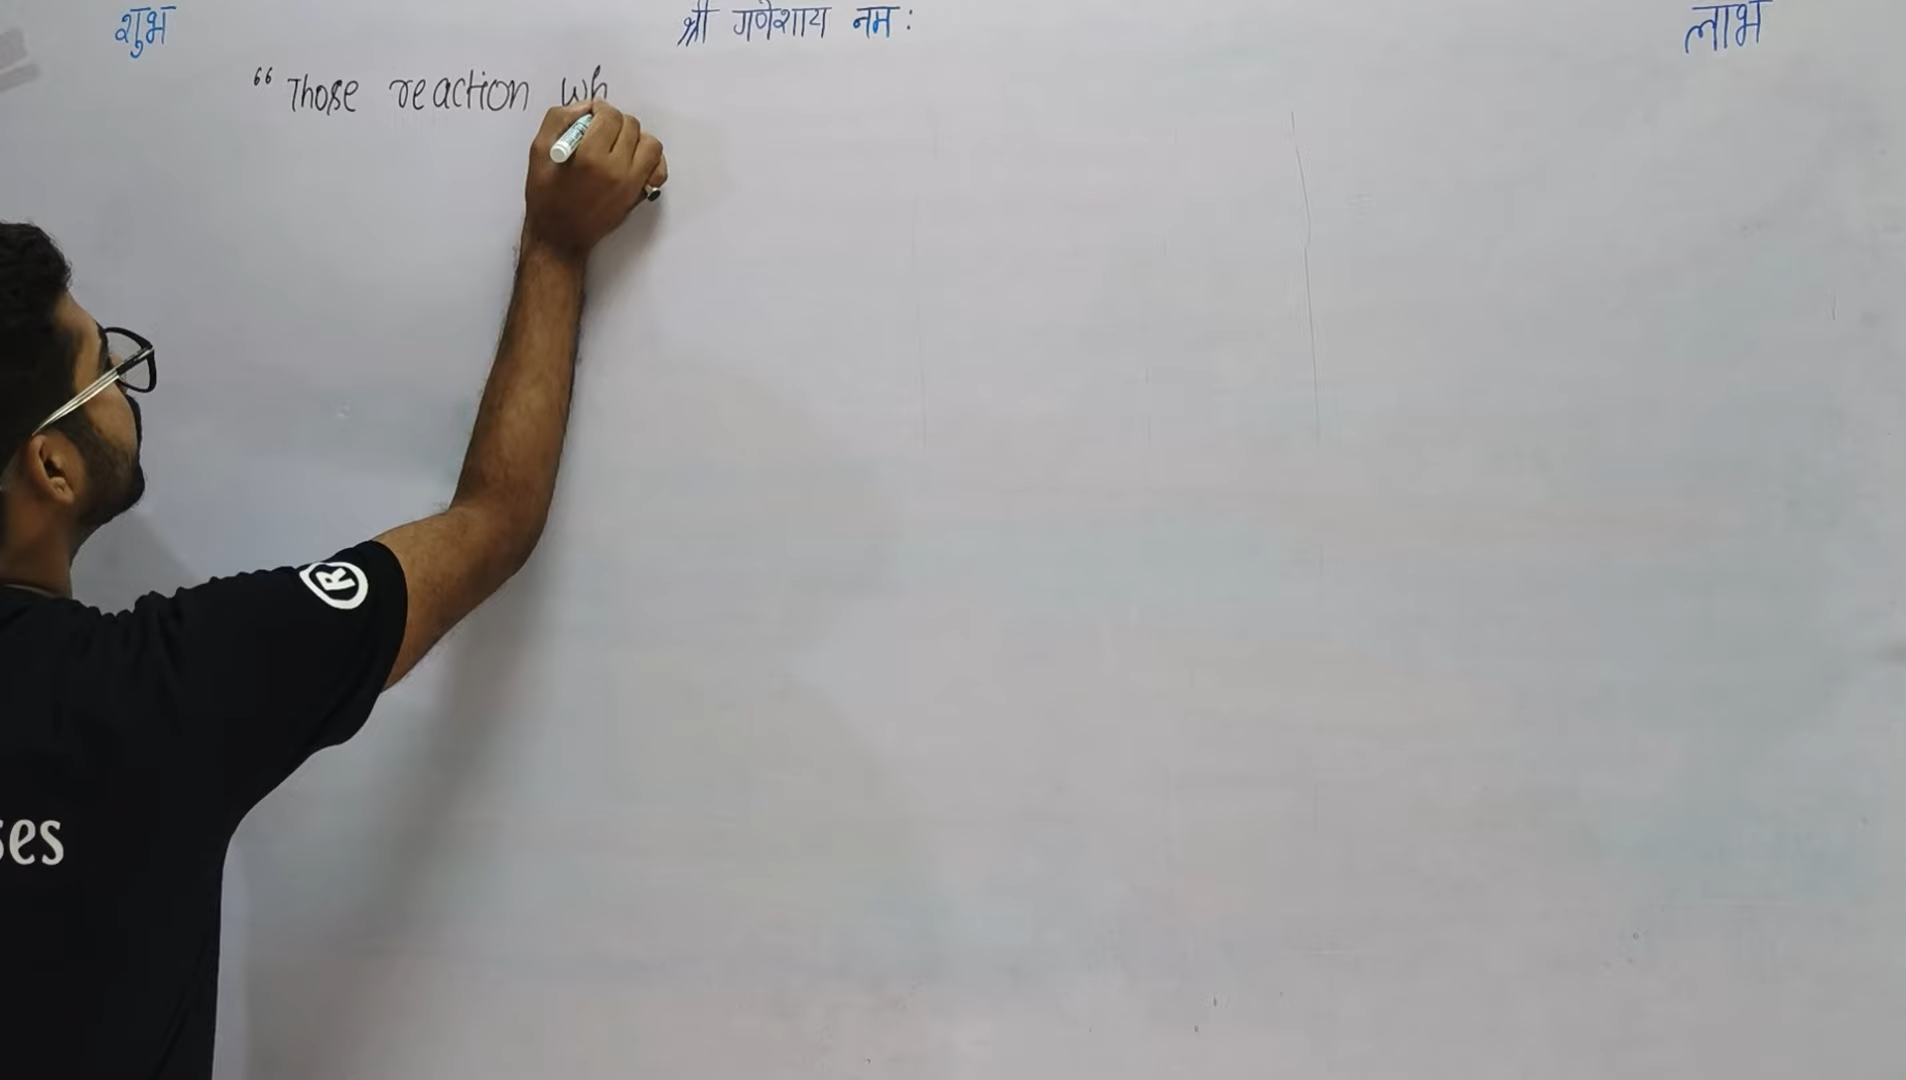 शुभ श्री गणेशाय नमः लाभ
“ Those reaction wh
R
ses